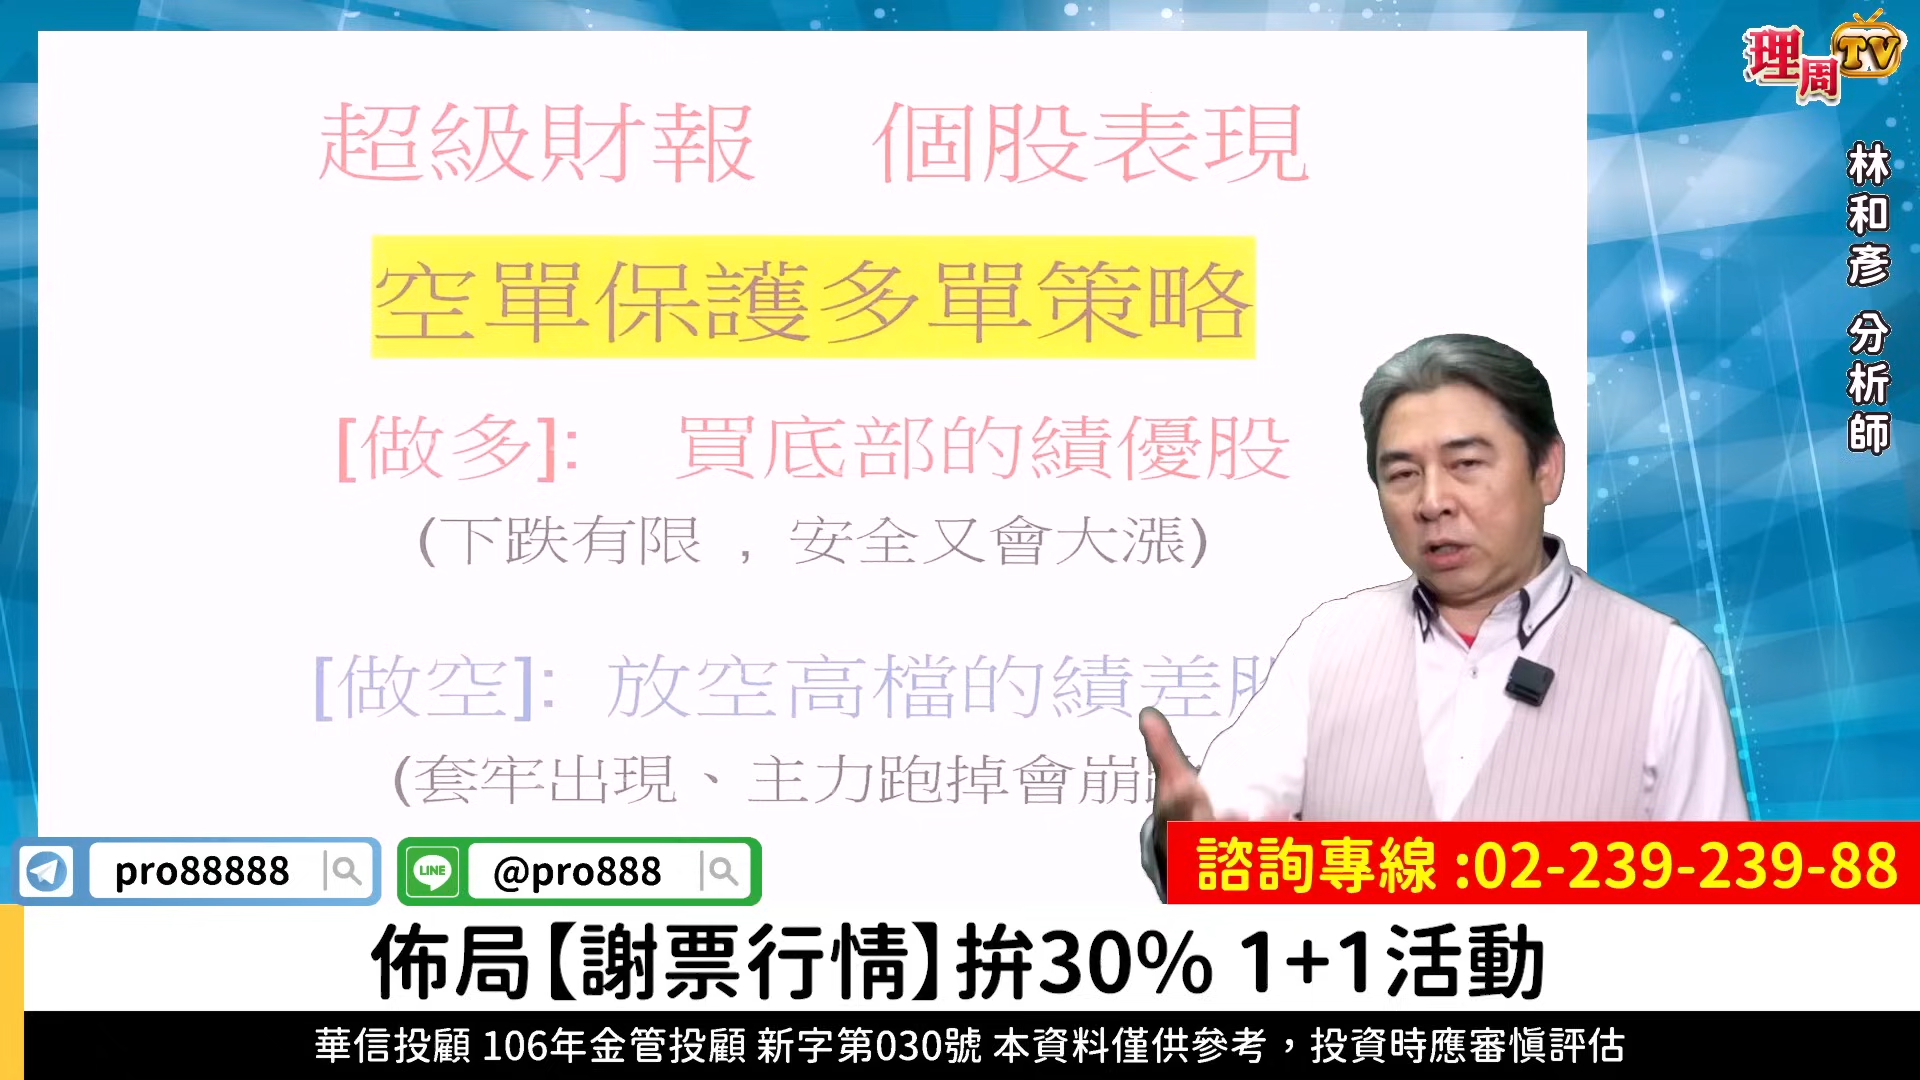 理周TV
林和彥 分析師
超級財報 個股表現
空單保護多單策略
[做多]: 買底部的績優股
(下跌有限 , 安全又會大漲)
[做空]: 放空高檔的績差
(套牢出現、主力跑掉會崩
pro88888
LINE
@pro888
諮詢專線 :02-239-239-88
佈局【謝票行情】拚30% 1+1活動
華信投顧 106年金管投顧 新字第030號 本資料僅供參考，投資時應審慎評估